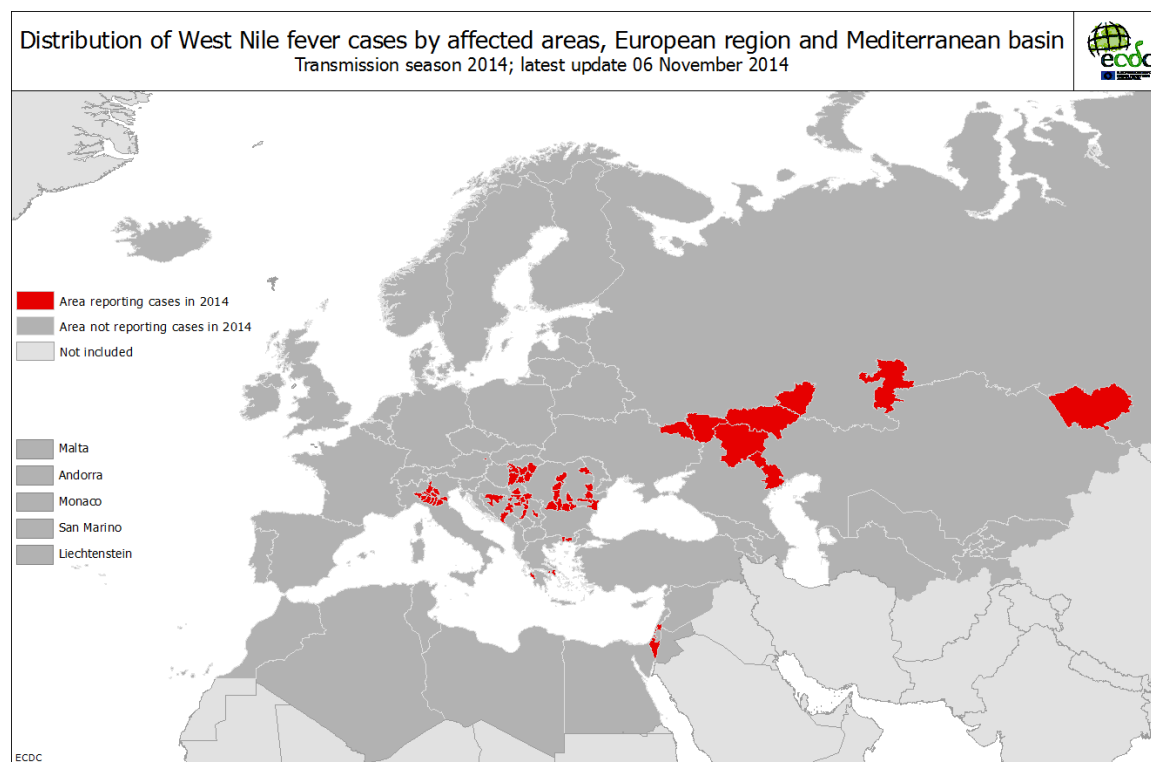 Distribution of West Nile fever cases by affected areas, European region and Mediterranean basin
Transmission season 2014; latest update 06 November 2014
ecdc
Area reporting cases in 2014
Area not reporting cases in 2014
Not included
Malta
Andorra
Monaco
San Marino
Liechtenstein
ECDC